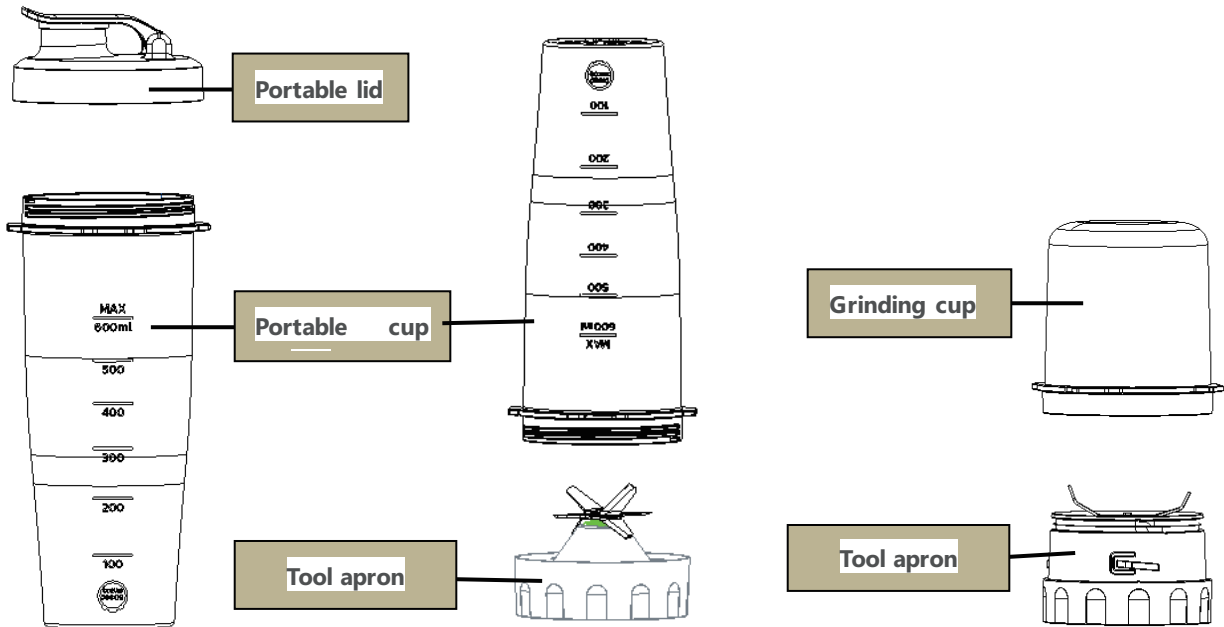 Portable lid
100
200
300
400
500
600ml
MAX
MAX
600ml
500
400
300
200
100
Portable cup
Grinding cup
Tool apron
Tool apron